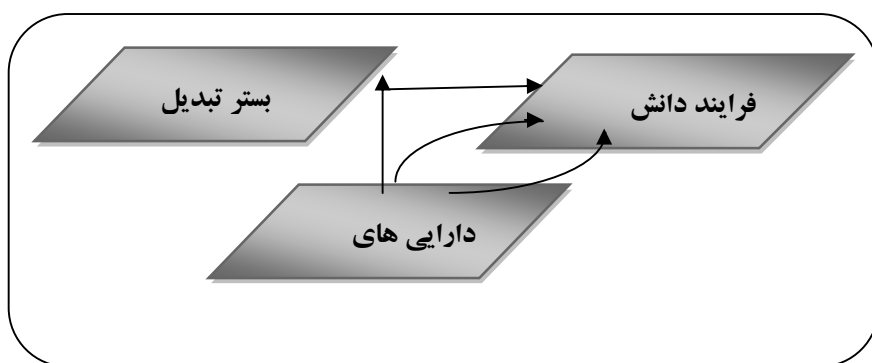 فرایند دانش
بستر تبدیل
دارایی های